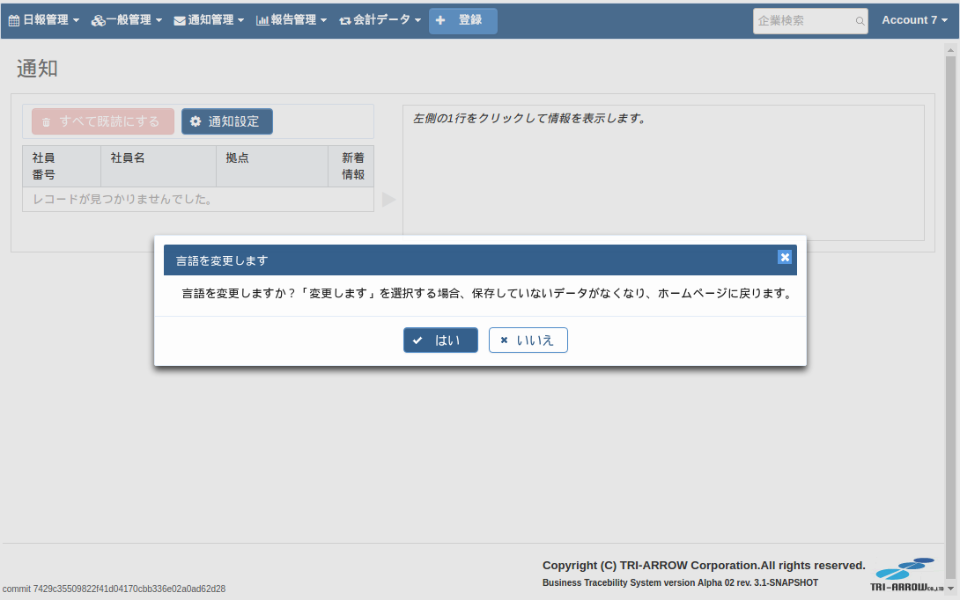 日報管理 一般管理 通知管理 報告管理 会計データ 登録 企業検索 Account 7
通知
すべて既読にする 通知設定
左側の1行をクリックして情報を表示します。
社員番号 社員名 拠点 新着情報
レコードが見つかりませんでした。
言語を変更します
言語を変更しますか？「変更します」を選択する場合、保存していないデータがなくなり、ホームページに戻ります。
はい いいえ
Copyright (C) TRI-ARROW Corporation.All rights reserved.
Business Tracebility System version Alpha 02 rev. 3.1-SNAPSHOT
TRI-ARROW CO.,LTD
commit 7429c35509822f41d04170cbb336e02a0ad62d28